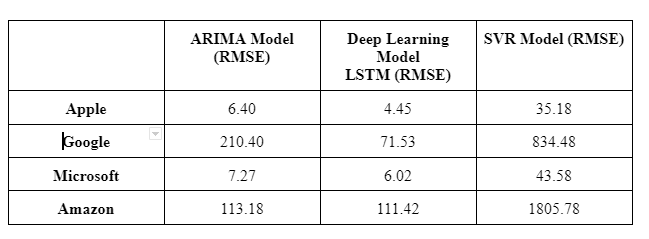 ARIMA Model (RMSE) Deep Learning Model LSTM (RMSE) SVR Model (RMSE)
Apple 6.40 4.45 35.18
Google 210.40 71.53 834.48
Microsoft 7.27 6.02 43.58
Amazon 113.18 111.42 1805.78